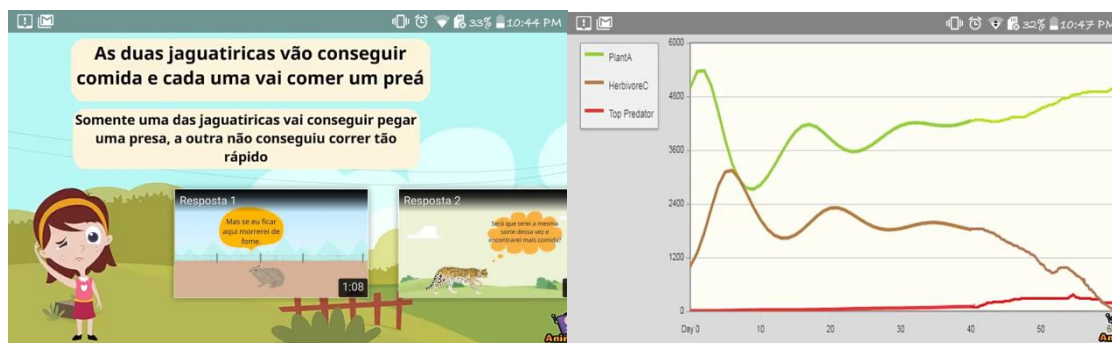 33% 10:44 PM
As duas jaguatiricas vão conseguir
comida e cada uma vai comer um preá
Somente uma das jaguatiricas vai conseguir pegar
uma presa, a outra não conseguiu correr tão
rápido
Resposta 1
Mas se eu ficar
aqui morrerei de
fome.
1:08
Resposta 2
Será que terei a mesma
sorte dessa vez e
encontrarei mais comida?
32% 10:47 PM
PlantA
HerbivoreC
Top Predator
6000
4800
3600
2400
1200
0
Day 0 10 20 30 40 50